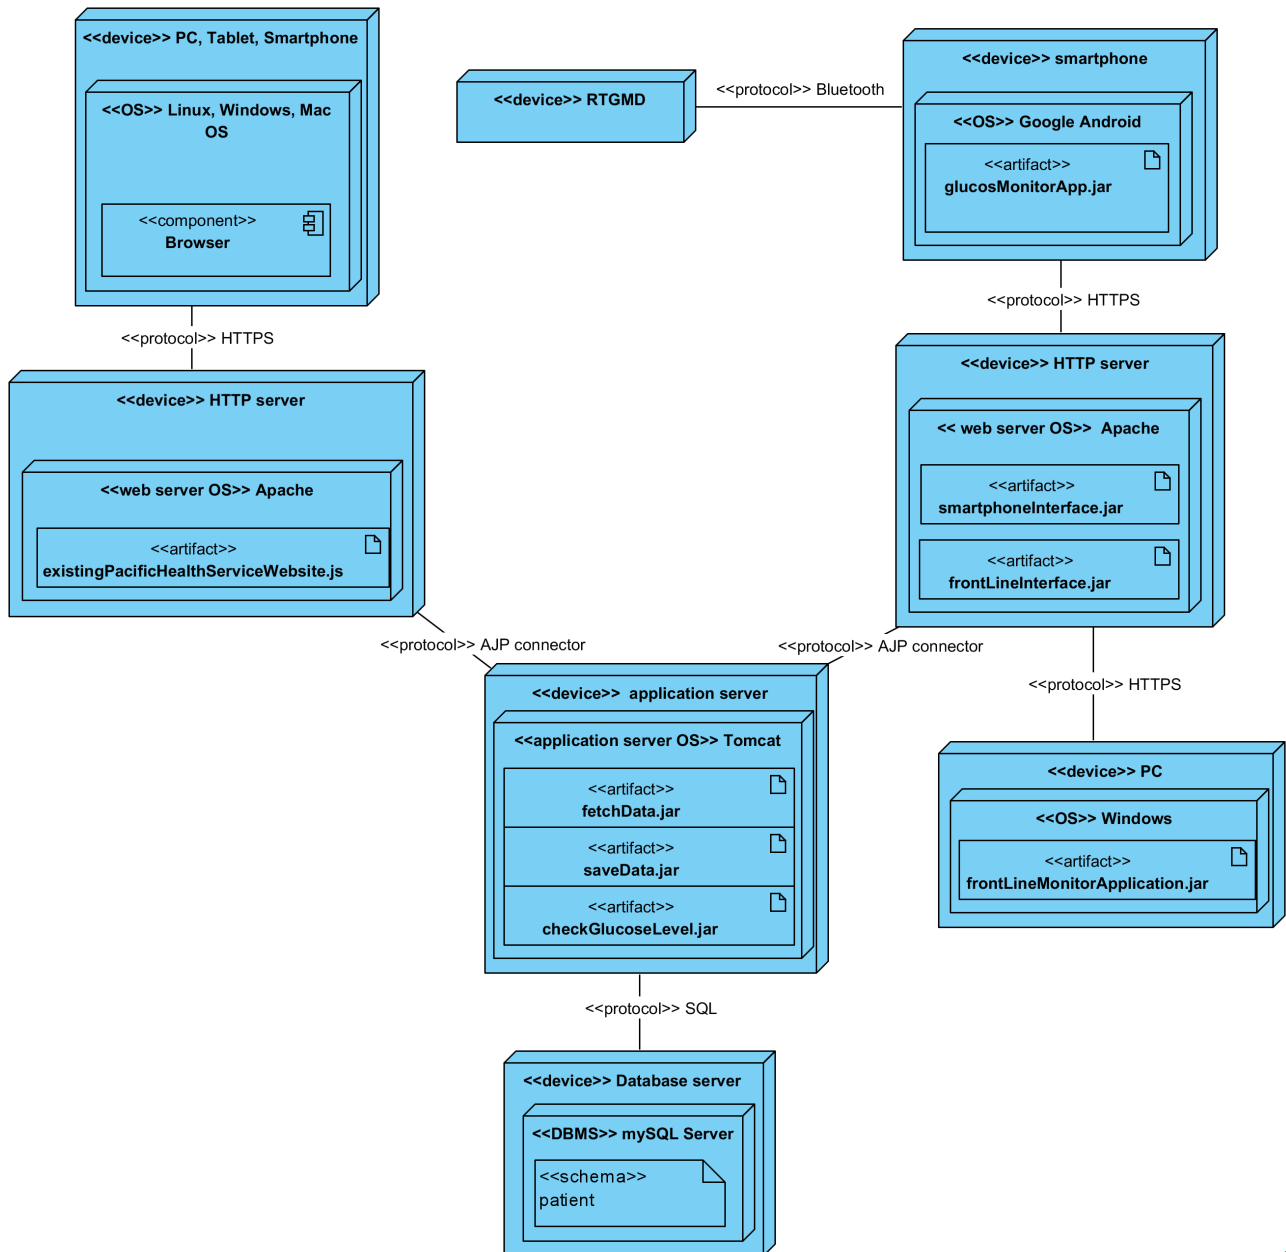 <<device>> PC, Tablet, Smartphone
<<OS>> Linux, Windows, Mac
OS
<<component>>
Browser
<<protocol>> HTTPS
<<device>> HTTP server
<<web server OS>> Apache
<<artifact>>
existingPacificHealthServiceWebsite.js
<<protocol>> AJP connector
<<device>> RTGMD
<<protocol>> Bluetooth
<<device>> smartphone
<<OS>> Google Android
<<artifact>>
glucosMonitorApp.jar
<<protocol>> HTTPS
<<device>> HTTP server
<< web server OS>> Apache
<<artifact>>
smartphoneInterface.jar
<<artifact>>
frontLineInterface.jar
<<protocol>> AJP connector
<<protocol>> HTTPS
<<device>> PC
<<OS>> Windows
<<artifact>>
frontLineMonitorApplication.jar
<<device>> application server
<<application server OS>> Tomcat
<<artifact>>
fetchData.jar
<<artifact>>
saveData.jar
<<artifact>>
checkGlucoseLevel.jar
<<protocol>> SQL
<<device>> Database server
<<DBMS>> mySQL Server
<<schema>>
patient